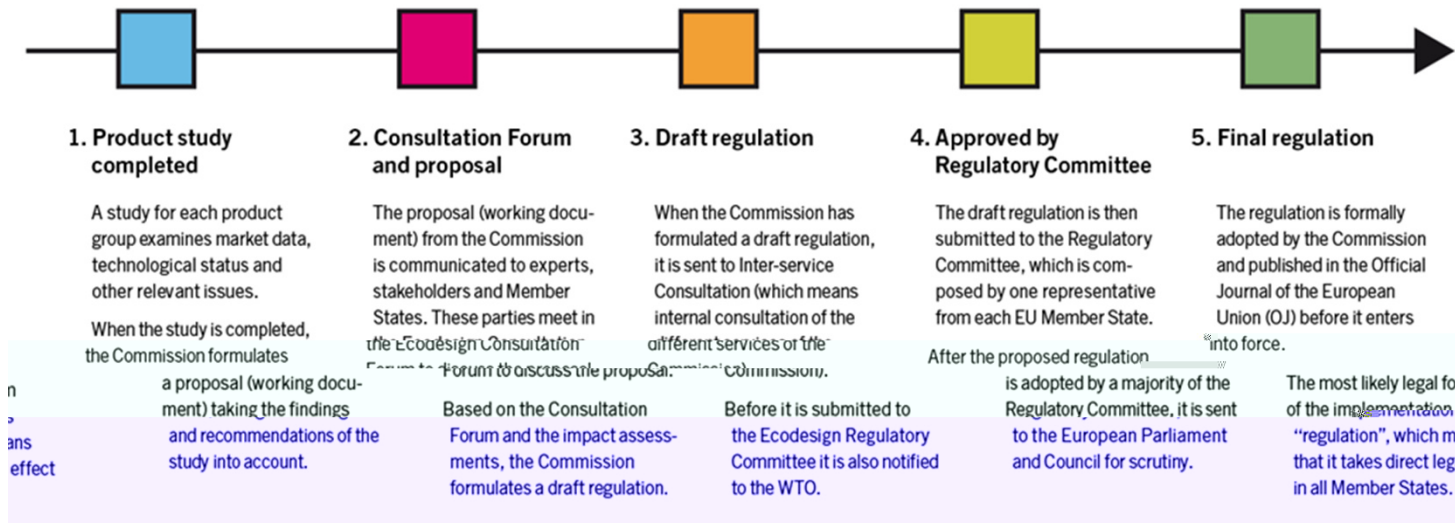 1. Product study
completed
A study for each product
group examines market data,
technological status and
other relevant issues.
When the study is completed,
the Commission formulates
a proposal (working docu-
ment) taking the findings
and recommendations of the
study into account.
2. Consultation Forum
and proposal
The proposal (working docu-
ment) from the Commission
is communicated to experts,
stakeholders and Member
States. These parties meet in
the Ecodesign Consultation
Forum to discuss the proposal.
Based on the Consultation
Forum and the impact assess-
ments, the Commission
formulates a draft regulation.
3. Draft regulation
When the Commission has
formulated a draft regulation,
it is sent to Inter-service
Consultation (which means
internal consultation of the
different services of the
Commission).
Before it is submitted to
the Ecodesign Regulatory
Committee it is also notified
to the WTO.
4. Approved by
Regulatory Committee
The draft regulation is then
submitted to the Regulatory
Committee, which is com-
posed by one representative
from each EU Member State.
After the proposed regulation
is adopted by a majority of the
Regulatory Committee, it is sent
to the European Parliament
and Council for scrutiny.
5. Final regulation
The regulation is formally
adopted by the Commission
and published in the Official
Journal of the European
Union (OJ) before it enters
into force.
The most likely legal fo
of the
“regulation”, which m
that it takes direct leg
in all Member States.
ans
effect